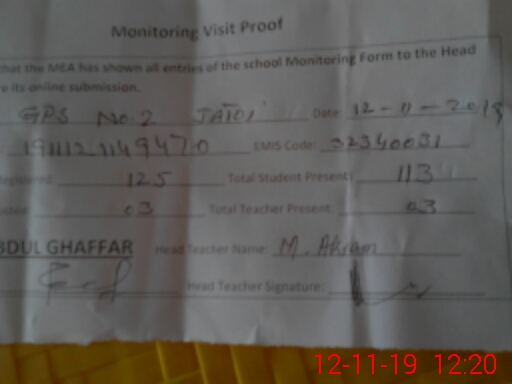 Monitoring Visit Proof
that the MEA has shown all entries of the school Monitoring Form to the Head
its online submission.
GPS No. 2 JATOI Date: 12-11-2019
EMIS Code: 32340031
125 Total Student Present: 113
03 Total Teacher Present: 03
BDUL GHAFFAR Head Teacher Name: M. Akram
Head Teacher Signature:
12-11-19 12:20